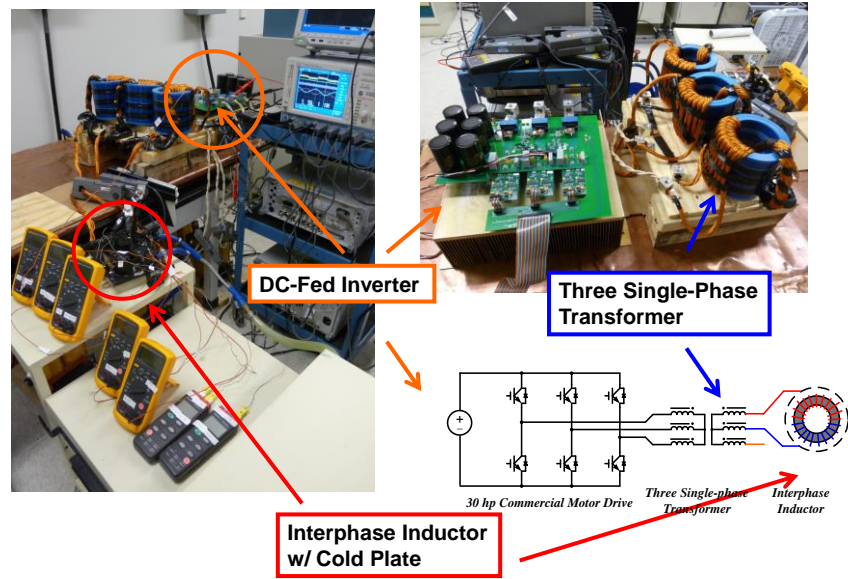 DC-Fed Inverter
Three Single-Phase
Transformer
+
−
30 hp Commercial Motor Drive
Three Single-phase
Transformer
Interphase
Inductor
Interphase Inductor
w/ Cold Plate